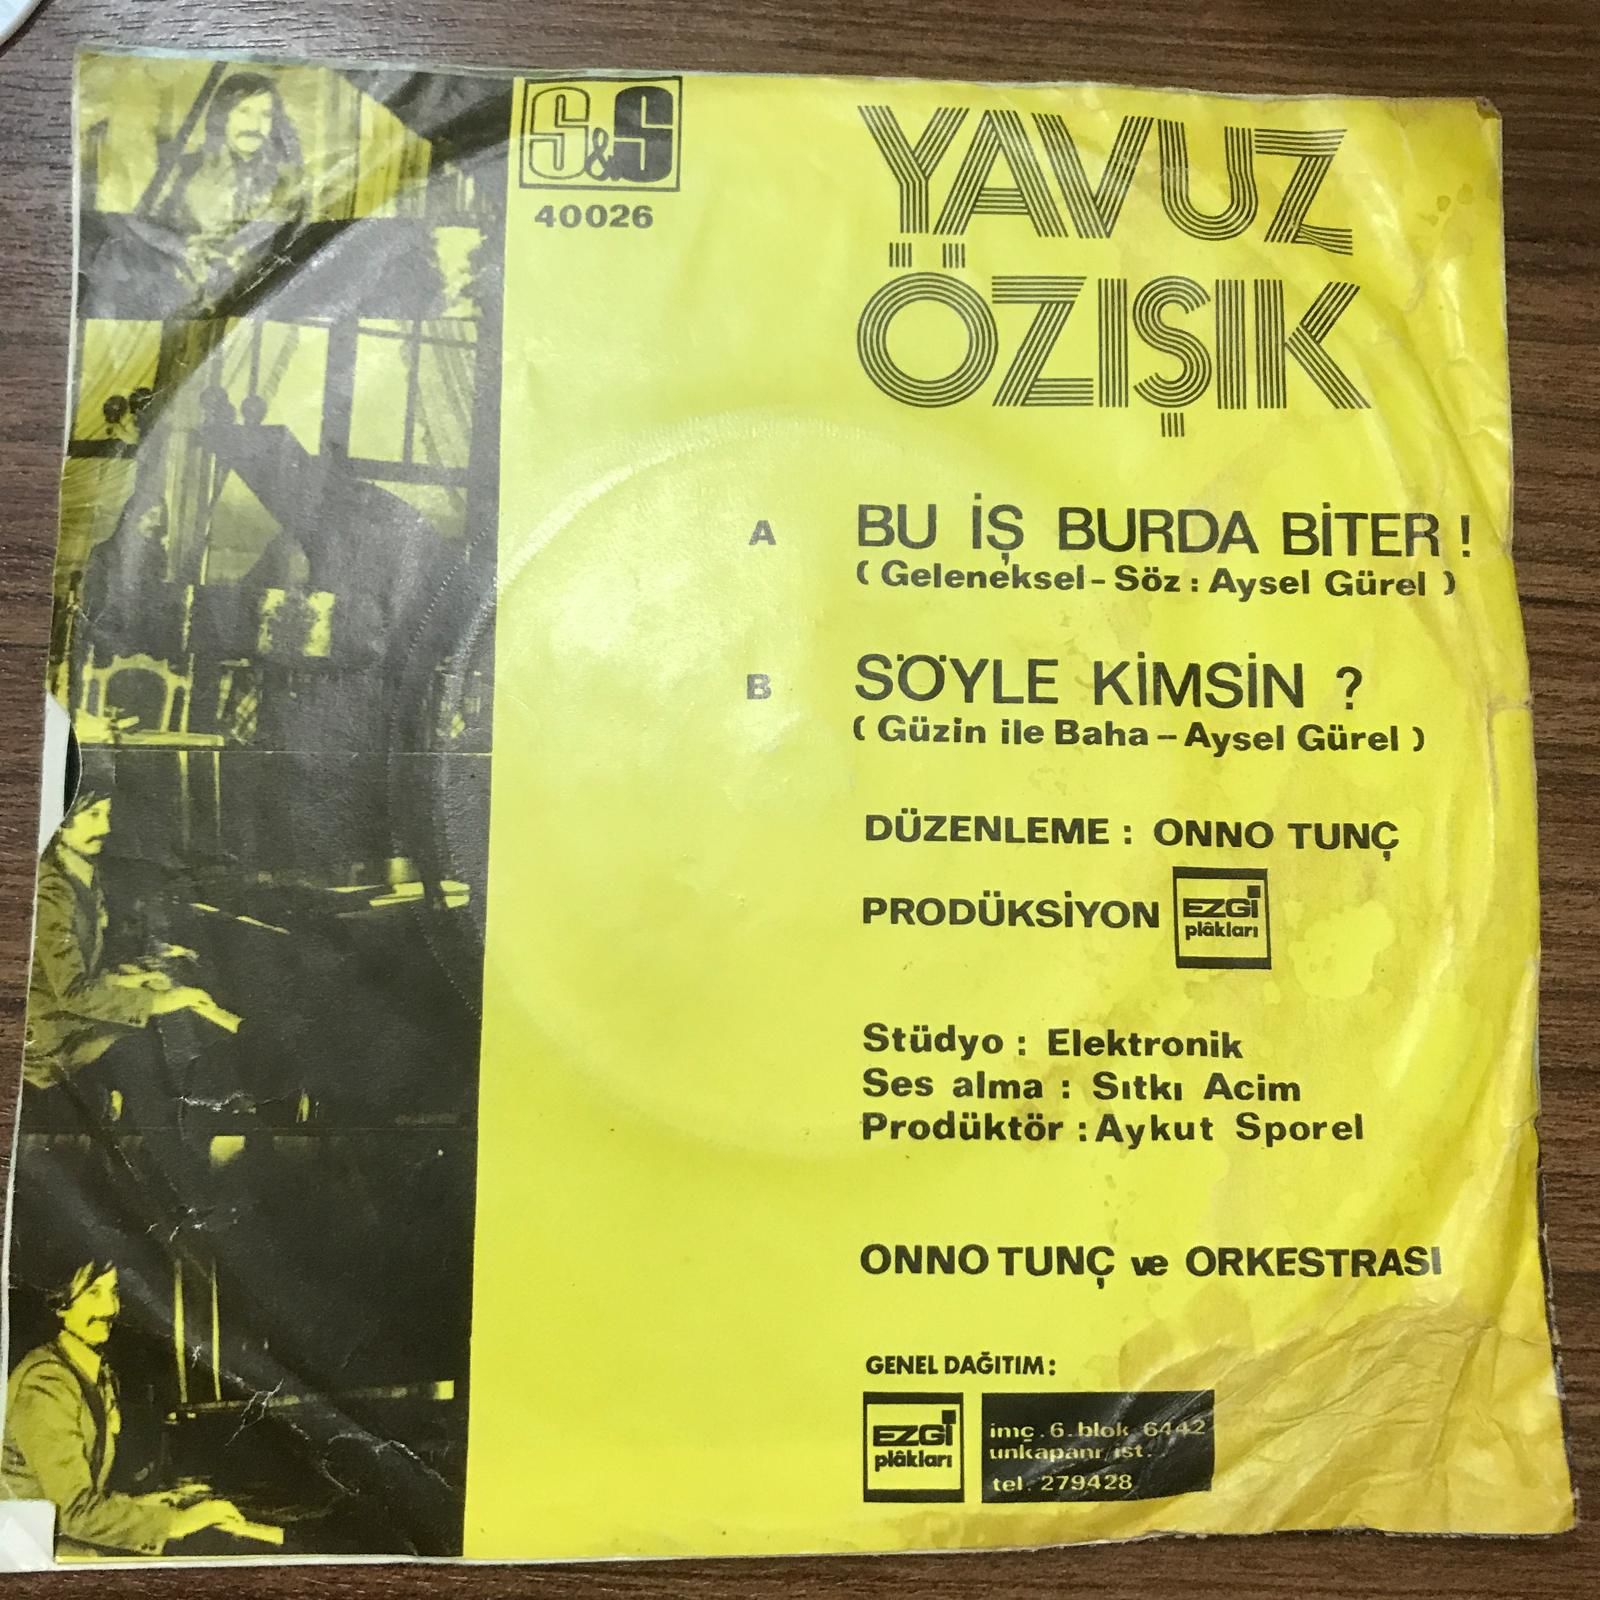 S&S
40026
YAVUZ
ÖZIŞIK
A BU İŞ BURDA BİTER !
( Geleneksel - Söz : Aysel Gürel )
B SÖYLE KİMSİN ?
( Güzin ile Baha - Aysel Gürel )
DÜZENLEME : ONNO TUNÇ
PRODÜKSİYON EZGİ
plâkları
Stüdyo : Elektronik
Ses alma : Sıtkı Acim
Prodüktör : Aykut Sporel
ONNO TUNÇ ve ORKESTRASI
GENEL DAĞITIM :
EZGİ
plâkları
imç . 6. blok 6442
unkapanı / ist.
tel. 279428